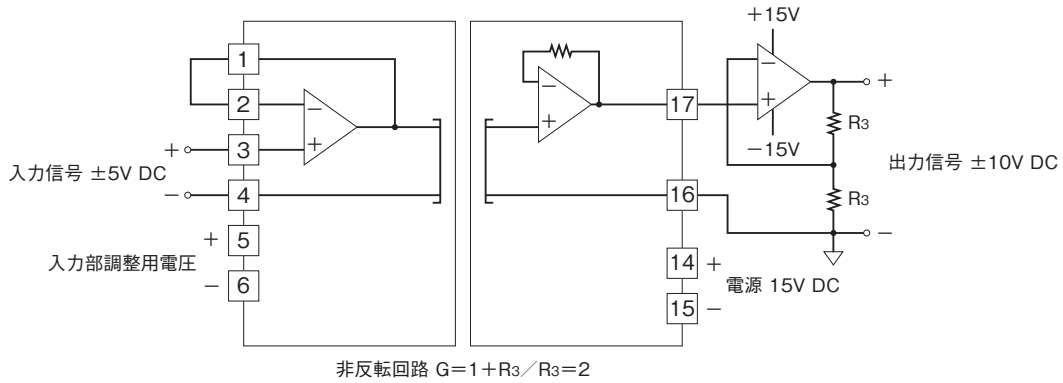 +15V
1
2
3
4
5
6
−
+
−
+
17
16
14
15
−
+
−15V
+
R3
R3
−
出力信号 ±10V DC
+
−
入力信号 ±5V DC
+
−
入力部調整用電圧
+
−
電源 15V DC
非反転回路 G=1+R3/R3=2